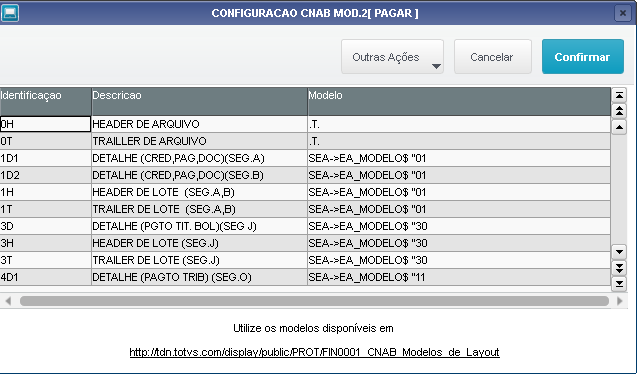 CONFIGURACAO CNAB MOD.2[ PAGAR ]
Outras Ações Cancelar Confirmar
Identificaçao Descricao Modelo
0H HEADER DE ARQUIVO .T.
0T TRAILLER DE ARQUIVO .T.
1D1 DETALHE (CRED,PAG,DOC)(SEG.A) SEA->EA_MODELO$ "01
1D2 DETALHE (CRED,PAG,DOC)(SEG.B) SEA->EA_MODELO$ "01
1H HEADER DE LOTE  (SEG.A,B) SEA->EA_MODELO$ "01
1T TRAILER DE LOTE (SEG.A,B) SEA->EA_MODELO$ "01
3D DETALHE (PGTO TIT. BOL)(SEG J) SEA->EA_MODELO$ "30
3H HEADER DE LOTE (SEG.J) SEA->EA_MODELO$ "30
3T TRAILER DE LOTE (SEG.J) SEA->EA_MODELO$ "30
4D1 DETALHE (PAGTO TRIB) (SEG.O) SEA->EA_MODELO$ "11
Utilize os modelos disponíveis em
http://tdn.totvs.com/display/public/PROT/FIN0001_CNAB_Modelos_de_Layout